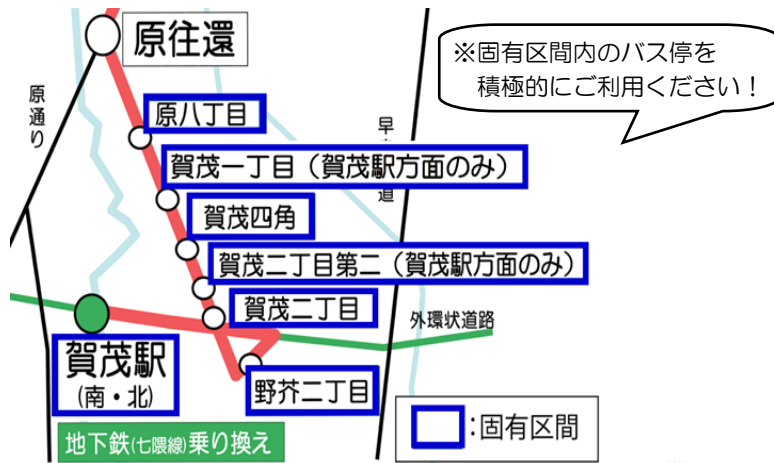 原往還
※固有区間内のバス停を
積極的にご利用ください！
原通り
原八丁目
早
道
賀茂一丁目（賀茂駅方面のみ）
賀茂四角
賀茂二丁目第二（賀茂駅方面のみ）
賀茂二丁目
外環状道路
賀茂駅
(南・北)
野芥二丁目
地下鉄(七隈線)乗り換え
:固有区間